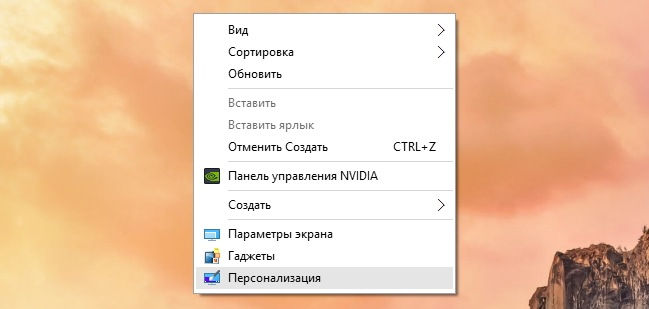 Вид
Сортировка
Обновить
Вставить
Вставить ярлык
Отменить Создать CTRL+Z
Панель управления NVIDIA
Создать
Параметры экрана
Гаджеты
Персонализация